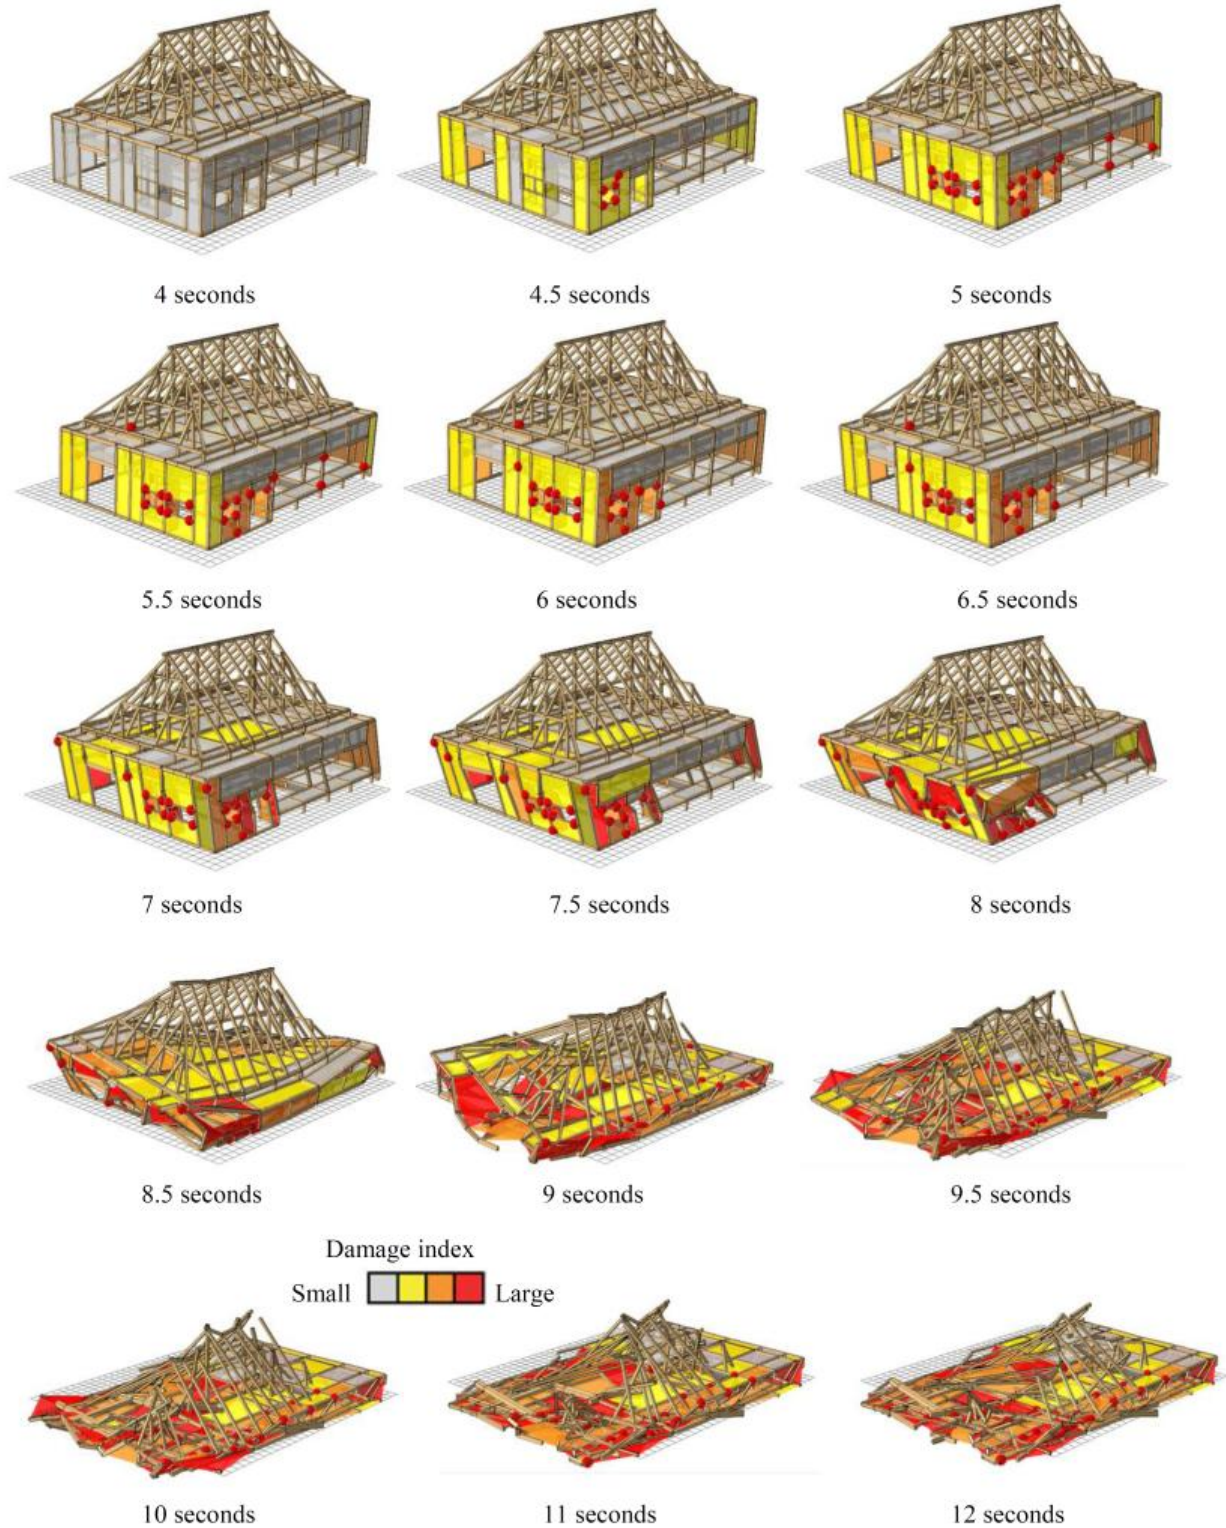 4 seconds
4.5 seconds
5 seconds
5.5 seconds
6 seconds
6.5 seconds
7 seconds
7.5 seconds
8 seconds
8.5 seconds
9 seconds
9.5 seconds
Damage index
Small Large
10 seconds
11 seconds
12 seconds